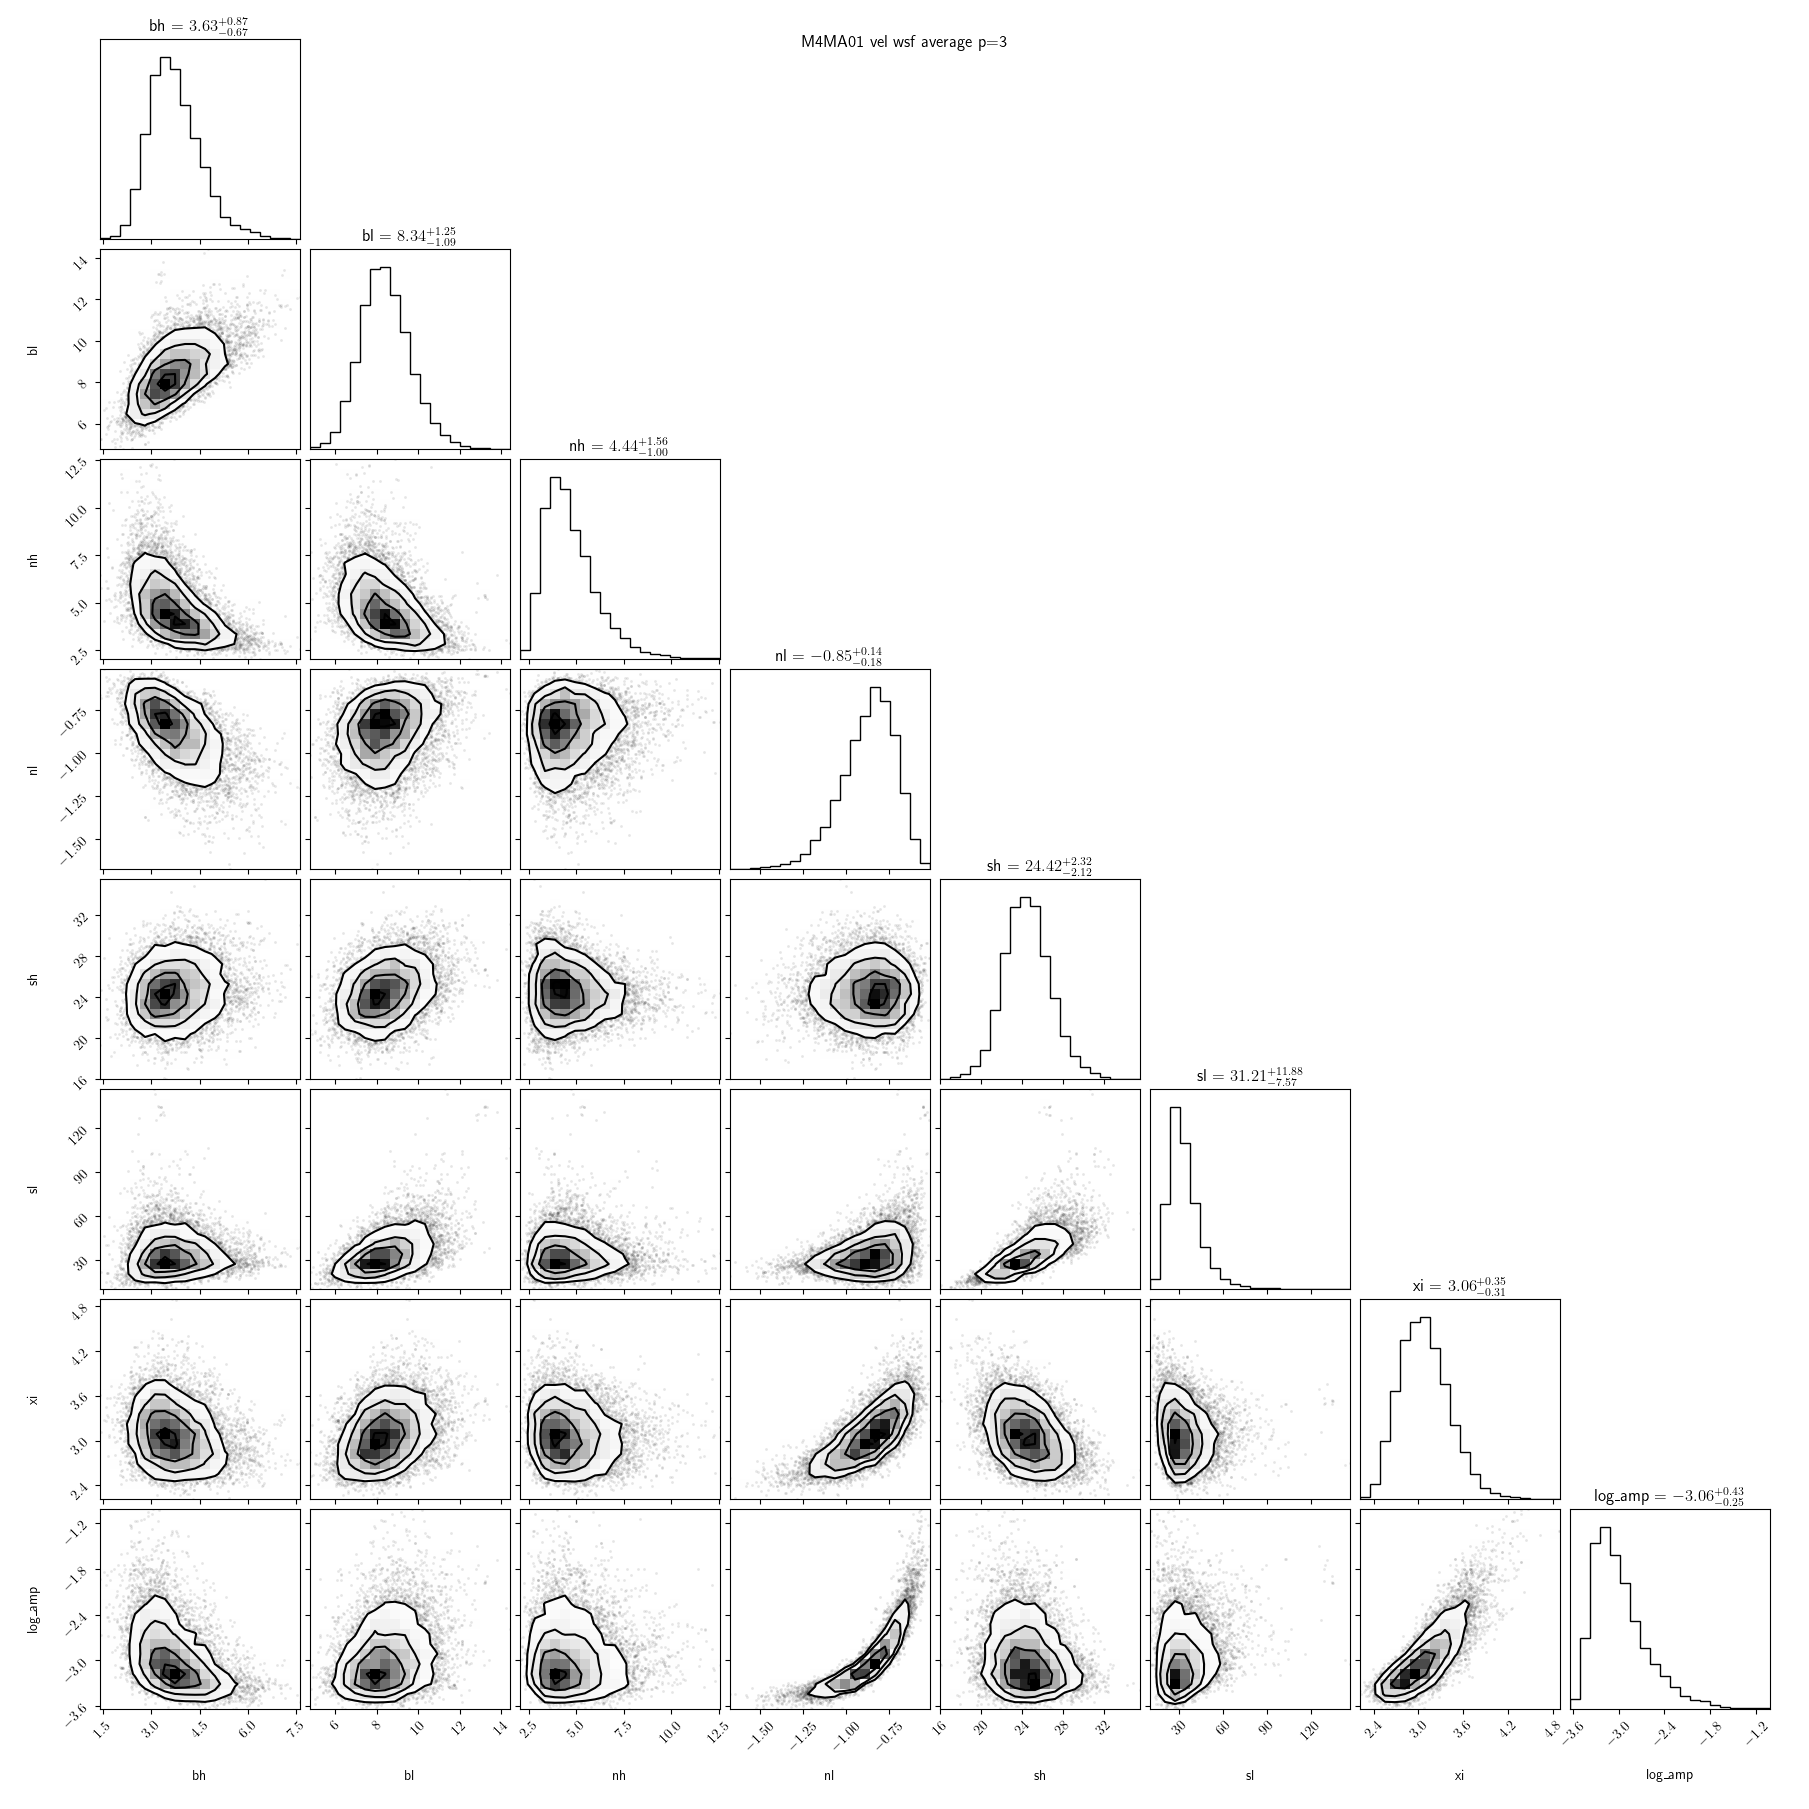 bh = 3.63^{+0.87}_{-0.67}
M4MA01 vel wsf average p=3
bl = 8.34^{+1.25}_{-1.09}
14
12
10
8
6
bl
nh = 4.44^{+1.56}_{-1.00}
12.5
10.0
7.5
5.0
2.5
nh
nl = −0.85^{+0.14}_{-0.18}
−0.75
−1.00
−1.25
−1.50
nl
sh = 24.42^{+2.32}_{-2.12}
32
28
24
20
16
sh
sl = 31.21^{+11.88}_{-7.57}
120
90
60
30
sl
xi = 3.06^{+0.35}_{-0.31}
4.8
4.2
3.6
3.0
2.4
xi
log_amp = −3.06^{+0.43}_{-0.25}
−1.2
−1.8
−2.4
−3.0
−3.6
log_amp
1.5 3.0 4.5 6.0 7.5 6 8 10 12 14 2.5 5.0 7.5 10.0 12.5 −1.50 −1.25 −1.00 −0.75 16 20 24 28 32 30 60 90 120 2.4 3.0 3.6 4.2 4.8 −3.6 −3.0 −2.4 −1.8 −1.2
bh bl nh nl sh sl xi log_amp